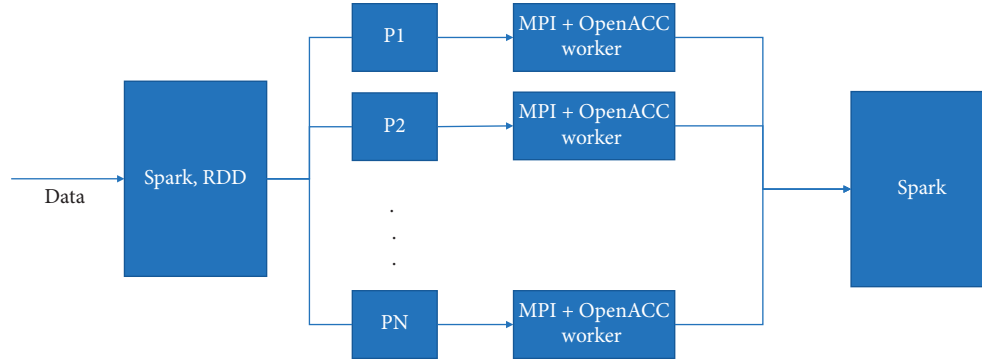 Data
Spark, RDD
P1
MPI + OpenACC
worker
P2
MPI + OpenACC
worker
.
.
.
PN
MPI + OpenACC
worker
Spark